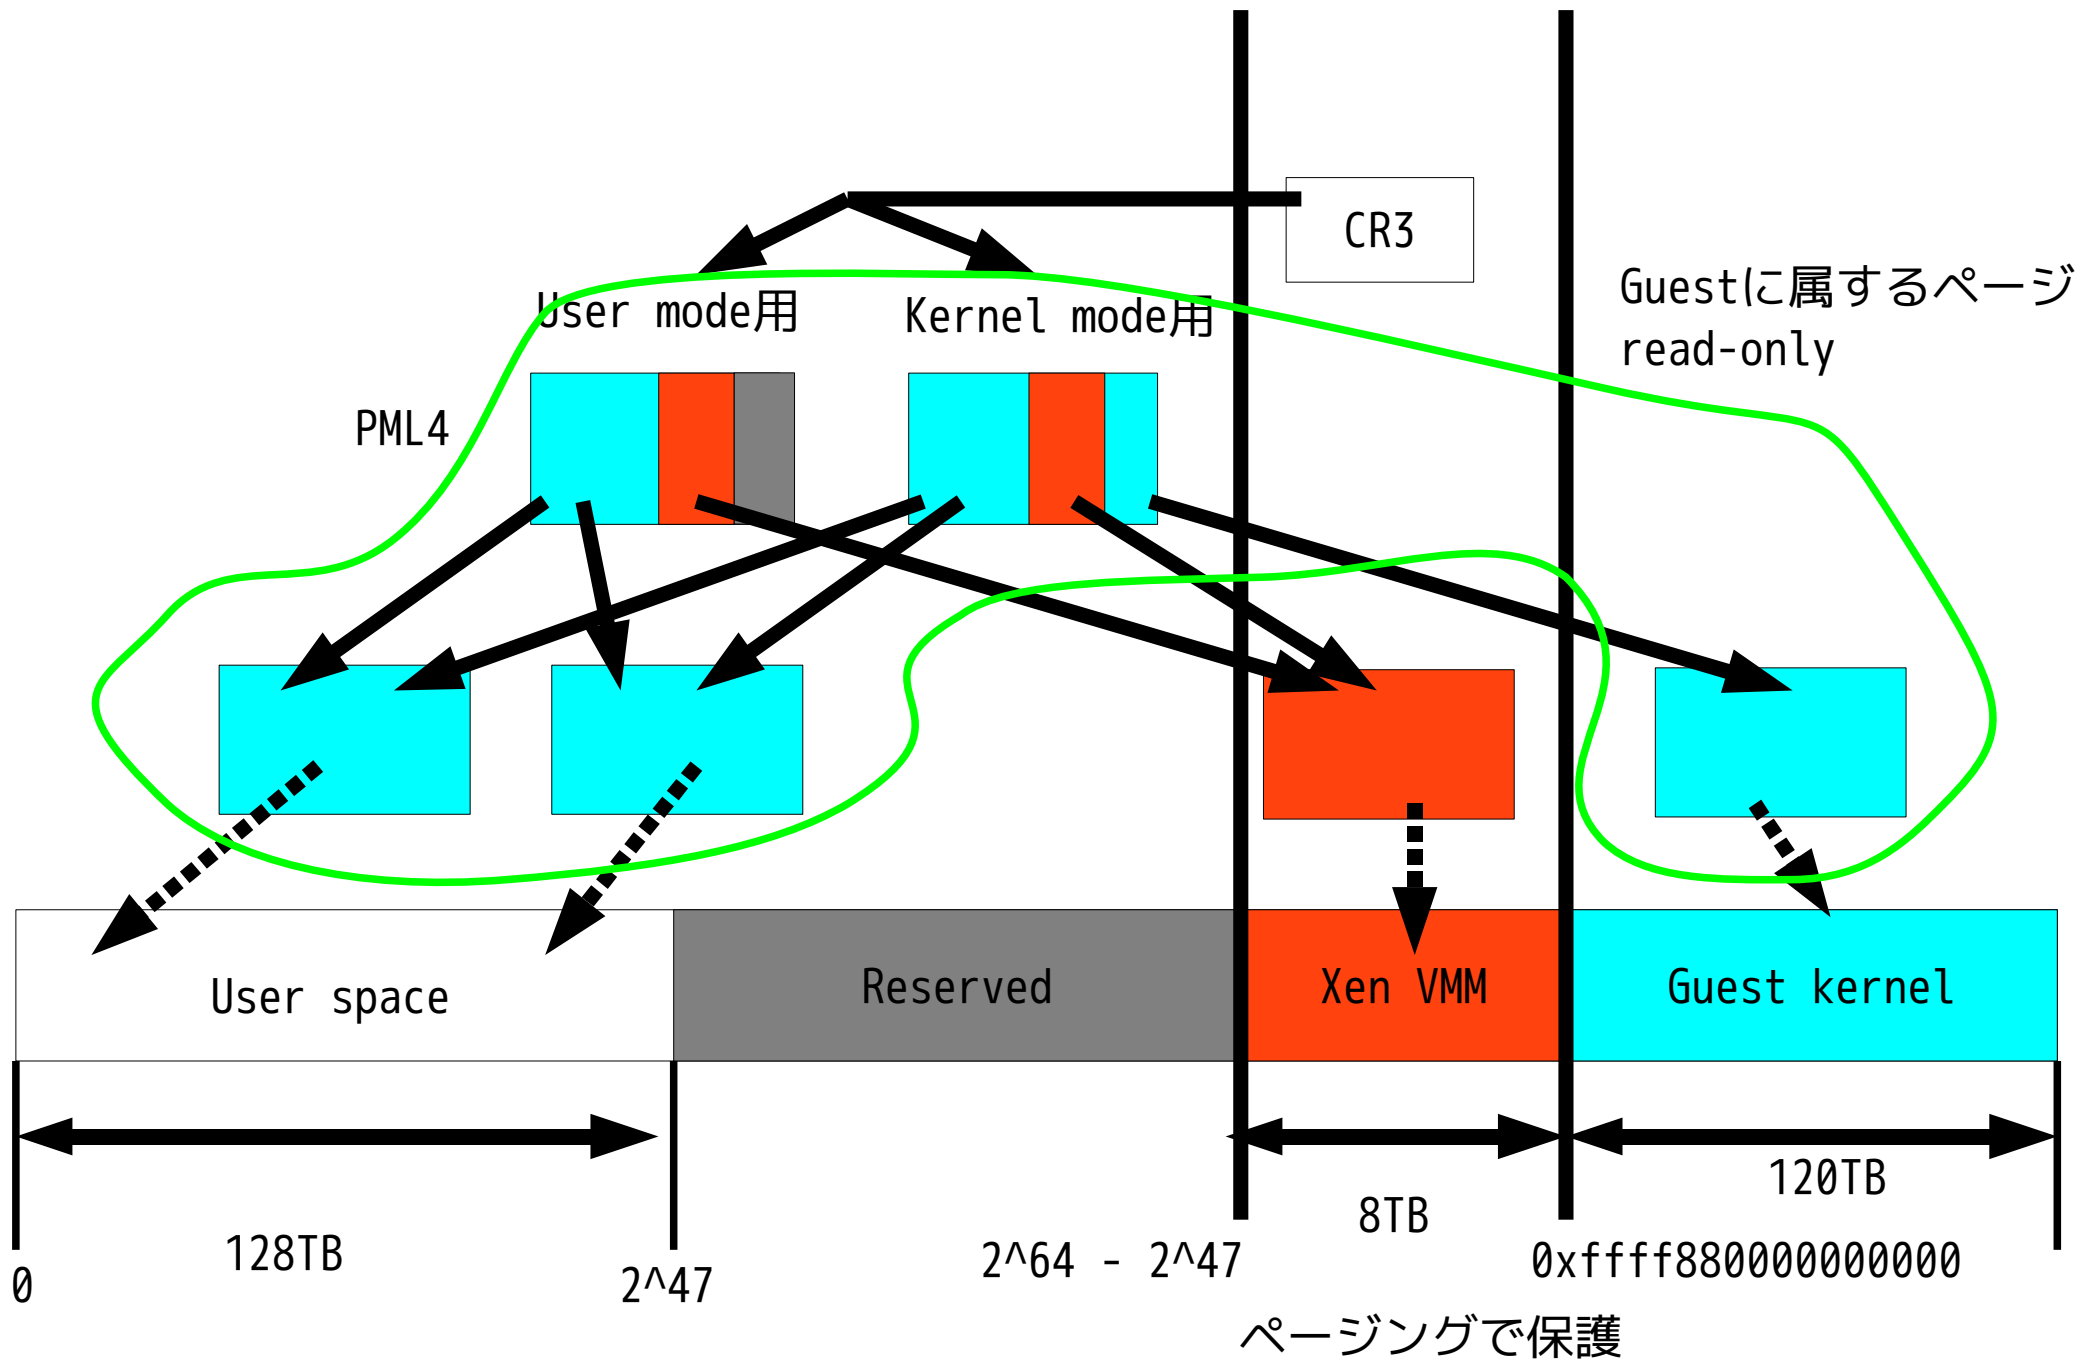 CR3
Guestに属するページ
read-only
User mode用
Kernel mode用
PML4
User space
Reserved
Xen VMM
Guest kernel
120TB
8TB
128TB
2^64 - 2^47
0xffff880000000000
0
2^47
ページングで保護